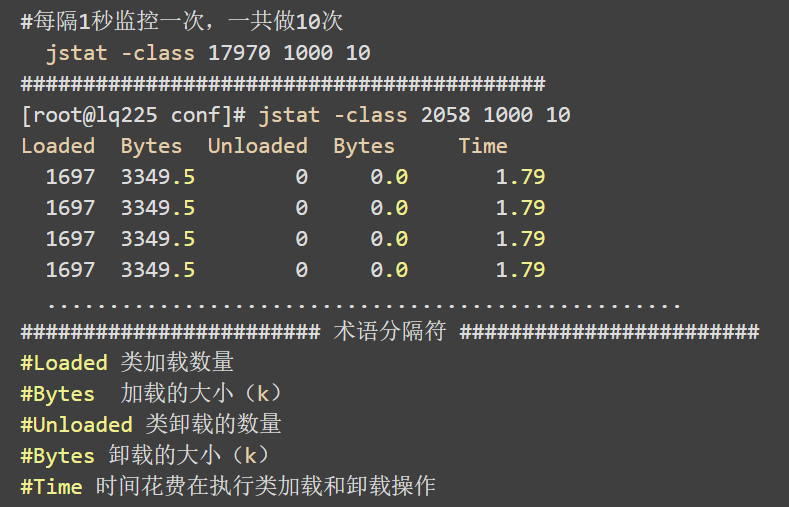 #每隔1秒监控一次，一共做10次
jstat -class 17970 1000 10
##########################################
[root@lq225 conf]# jstat -class 2058 1000 10
Loaded  Bytes  Unloaded  Bytes     Time
  1697  3349.5        0     0.0       1.79
  1697  3349.5        0     0.0       1.79
  1697  3349.5        0     0.0       1.79
  1697  3349.5        0     0.0       1.79
  ...................................................
######################## 术语分隔符 ########################
#Loaded 类加载数量
#Bytes  加载的大小（k）
#Unloaded 类卸载的数量
#Bytes 卸载的大小（k）
#Time 时间花费在执行类加载和卸载操作